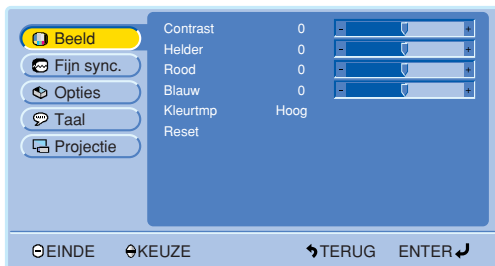 Beeld
Fijn sync.
Opties
Taal
Projectie
Contrast 0 - +
Helder 0 - +
Rood 0 - +
Blauw 0 - +
Kleurtmp Hoog
Reset
EINDE KEUZE TERUG ENTER